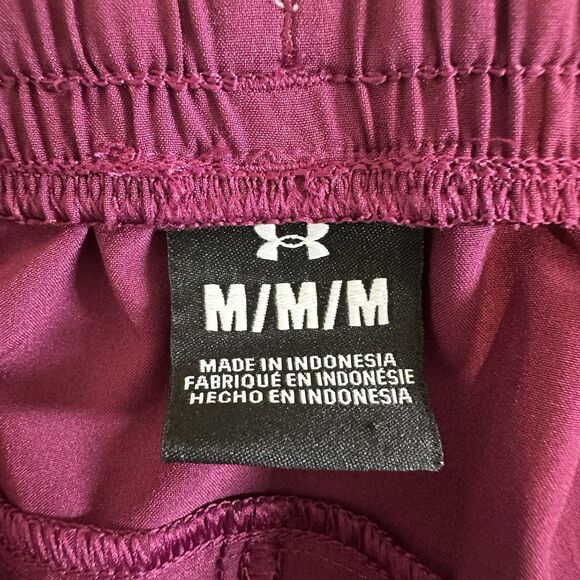 M/M/M
MADE IN INDONESIA
FABRIQUÉ EN INDONÉSIE
HECHO EN INDONESIA